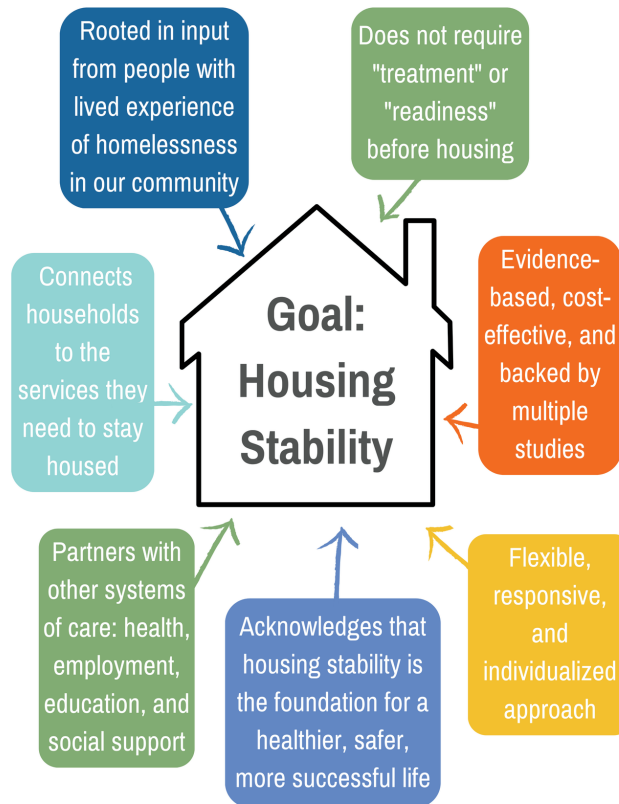 Rooted in input
from people with
lived experience
of homelessness
in our community
Does not require
"treatment" or
"readiness"
before housing
Connects
households
to the
services they
need to stay
housed
Goal:
Housing
Stability
Evidence-
based, cost-
effective, and
backed by
multiple
studies
Partners with
other systems
of care: health,
employment,
education, and
social support
Acknowledges that
housing stability is
the foundation for a
healthier, safer,
more successful life
Flexible,
responsive,
and
individualized
approach